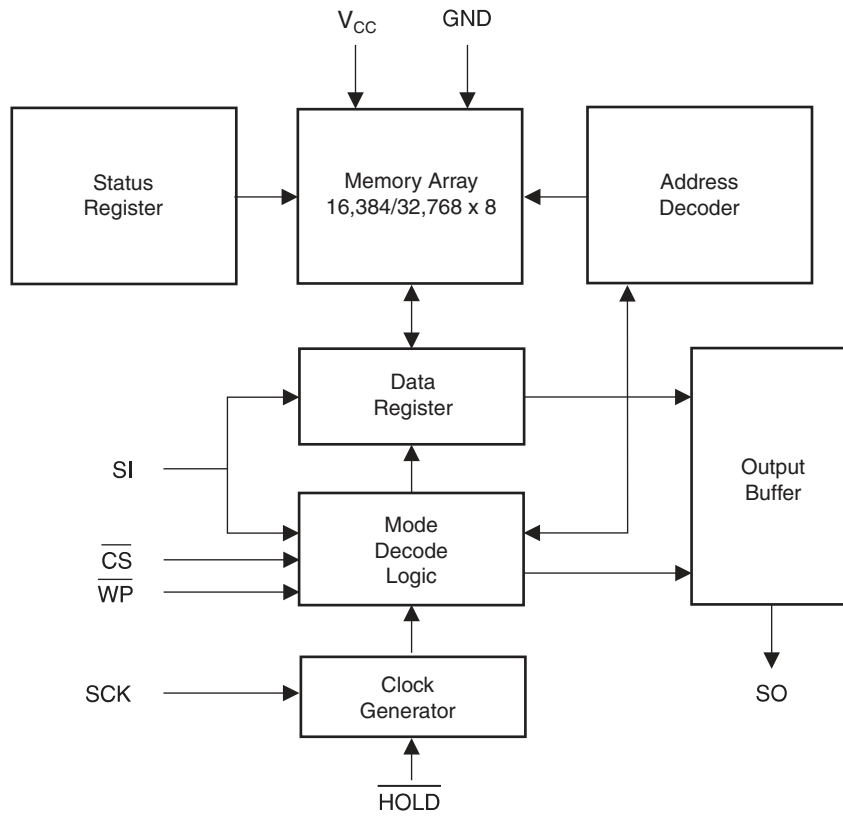 VCC
GND
Status
Register
Memory Array
16,384/32,768 x 8
Address
Decoder
Data
Register
SI
Mode
Decode
Logic
Output
Buffer
CS
WP
SCK
Clock
Generator
SO
HOLD